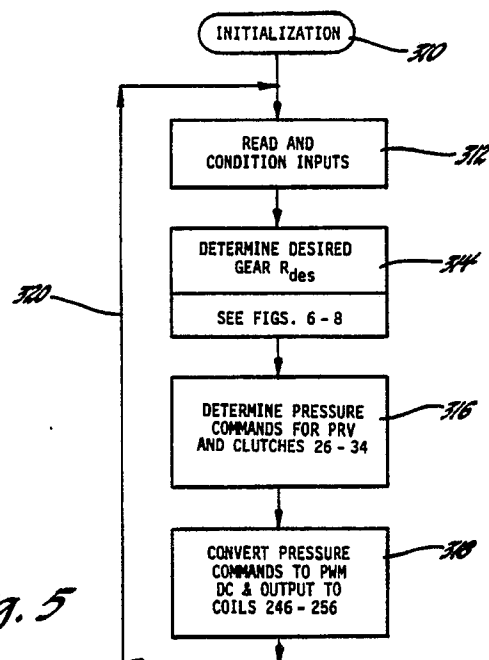 INITIALIZATION
310
READ AND
CONDITION INPUTS
312
DETERMINE DESIRED
GEAR Rdes
314
SEE FIGS. 6 - 8
320
DETERMINE PRESSURE
COMMANDS FOR PRV
AND CLUTCHES 26 - 34
316
CONVERT PRESSURE
COMMANDS TO PWM
DC & OUTPUT TO
COILS 246 - 256
318
g. 5